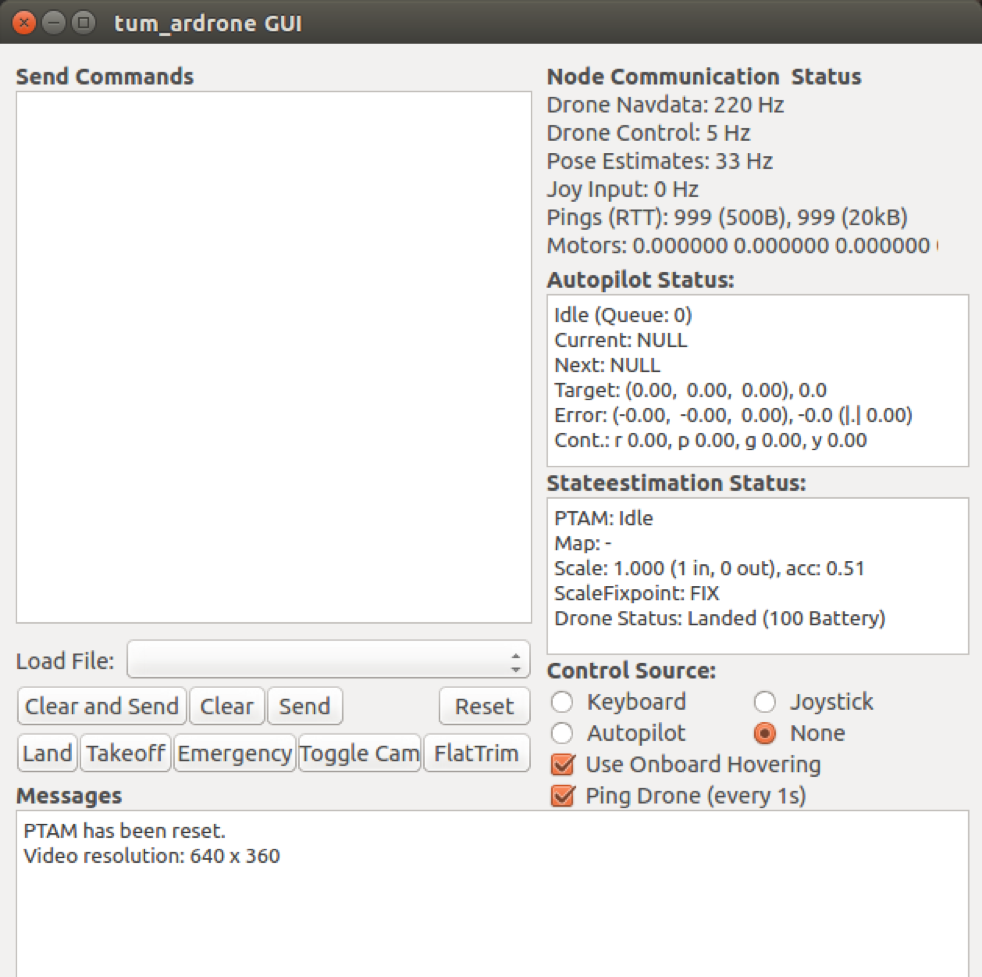 tum_ardrone GUI
Send Commands
Load File:
Clear and Send Clear Send Reset
Land Takeoff Emergency Toggle Cam FlatTrim
Node Communication Status
Drone Navdata: 220 Hz
Drone Control: 5 Hz
Pose Estimates: 33 Hz
Joy Input: 0 Hz
Pings (RTT): 999 (500B), 999 (20kB)
Motors: 0.000000 0.000000 0.000000
Autopilot Status:
Idle (Queue: 0)
Current: NULL
Next: NULL
Target: (0.00, 0.00, 0.00), 0.0
Error: (-0.00, -0.00, 0.00), -0.0 (|.| 0.00)
Cont.: r 0.00, p 0.00, g 0.00, y 0.00
Stateestimation Status:
PTAM: Idle
Map: -
Scale: 1.000 (1 in, 0 out), acc: 0.51
ScaleFixpoint: FIX
Drone Status: Landed (100 Battery)
Control Source:
Keyboard Joystick
Autopilot None
Use Onboard Hovering
Ping Drone (every 1s)
Messages
PTAM has been reset.
Video resolution: 640 x 360